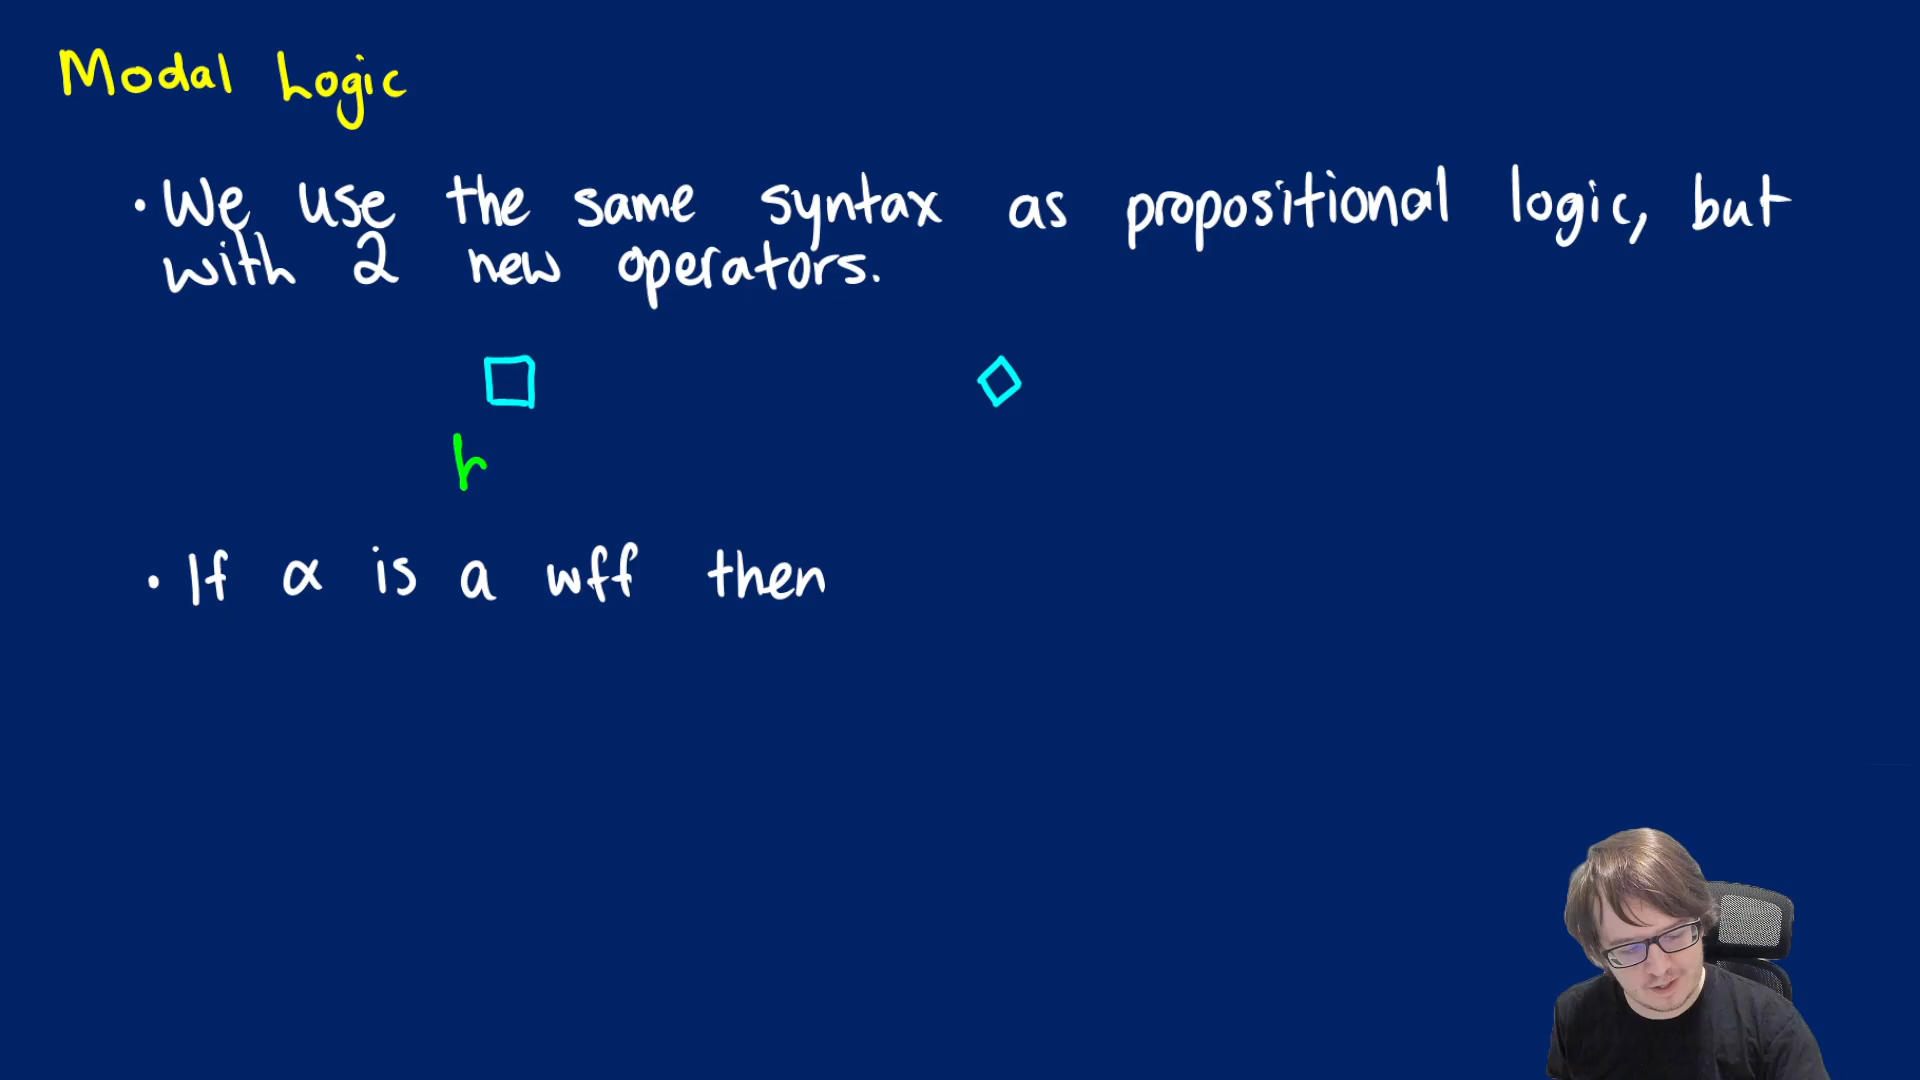 Modal Logic
• We use the same syntax as propositional logic, but
with 2 new operators.
□ ◇
r
• If α is a wff then